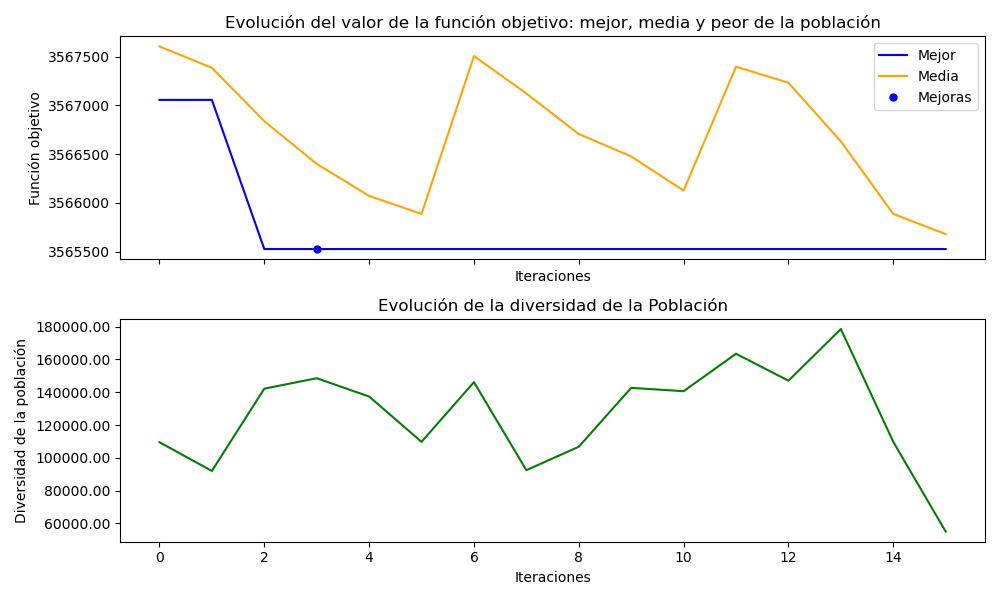 Evolución del valor de la función objetivo: mejor, media y peor de la población
Función objetivo
3567500
3567000
3566500
3566000
3565500
Mejor
Media
Mejoras
Iteraciones
Evolución de la diversidad de la Población
Diversidad de la población
180000.00
160000.00
140000.00
120000.00
100000.00
80000.00
60000.00
0 2 4 6 8 10 12 14
Iteraciones